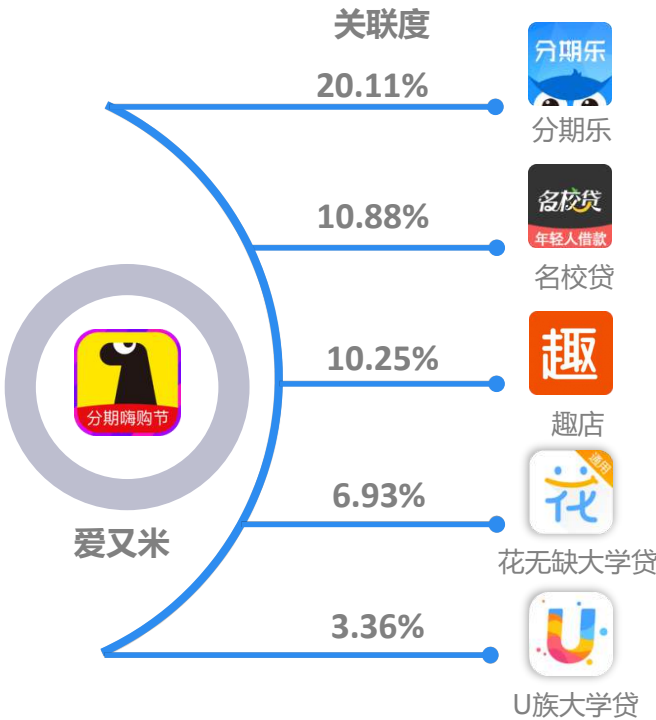 关联度
20.11%
分期乐
分期乐
10.88%
名校贷
年轻人借款
名校贷
10.25%
趣
趣店
分期嗨购节
爱又米
6.93%
通用
花
花无缺大学贷
3.36%
U
U族大学贷